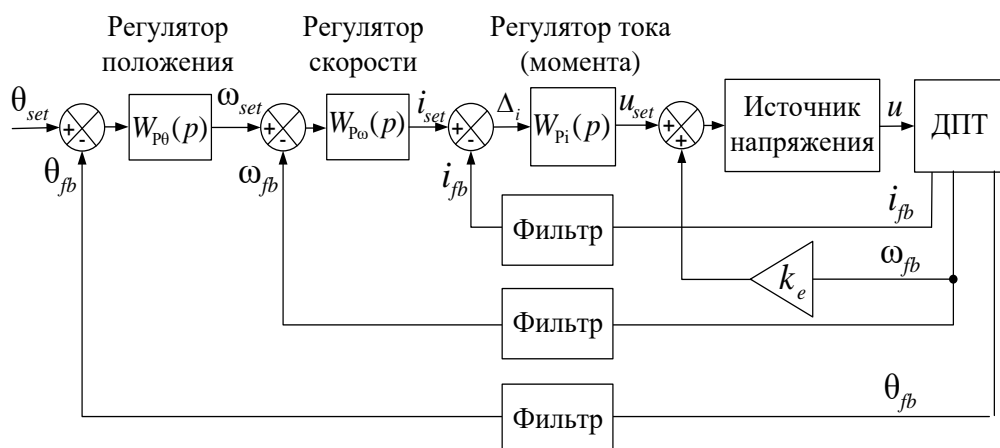 Регулятор положения
Регулятор скорости
Регулятор тока (момента)
θset
+
-
θfb
WPθ(p)
ωset
+
-
ωfb
WPω(p)
iset
+
-
ifb
Δi
WPi(p)
uset
+
+
Источник напряжения
u
ДПТ
ifb
Фильтр
ke
ωfb
Фильтр
θfb
Фильтр